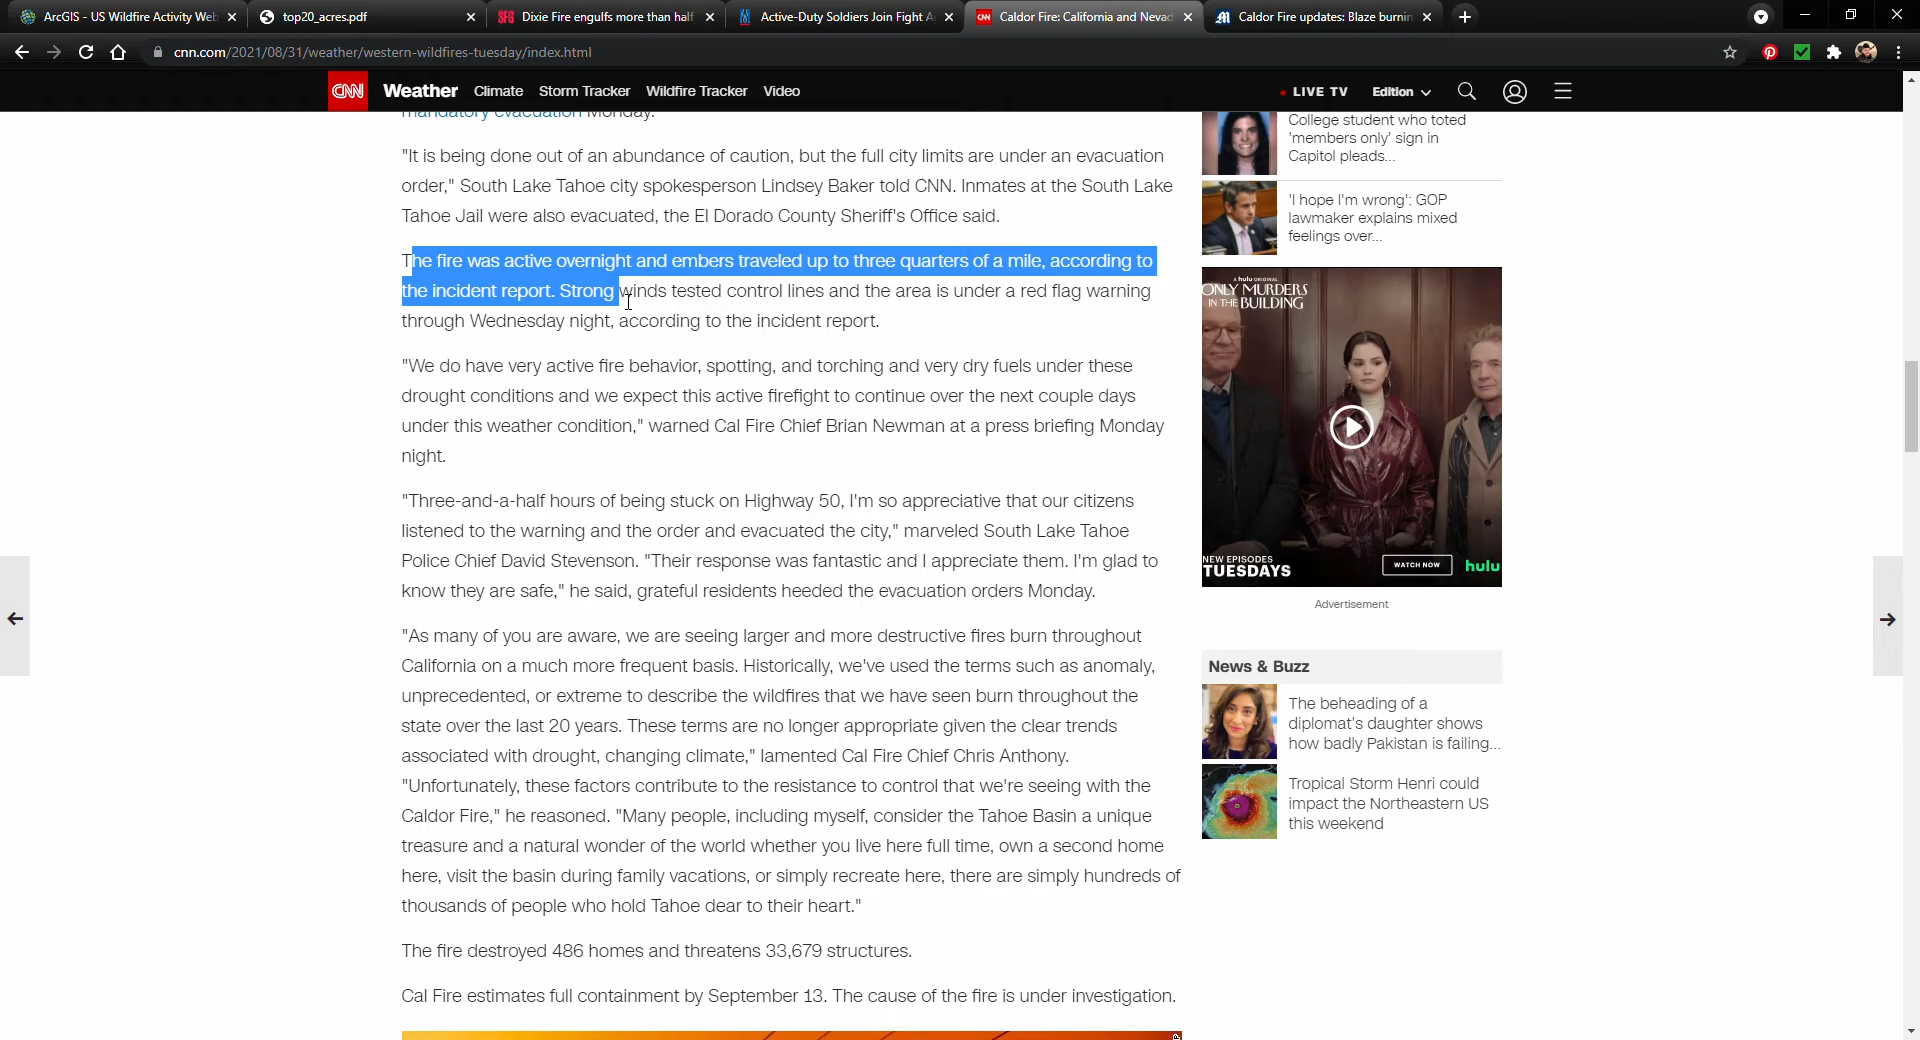 ArcGIS - US Wildfire Activity Web
top20_acres.pdf
SFG Dixie Fire engulfs more than half
Active-Duty Soldiers Join Fight A
CNN Caldor Fire: California and Nevad
Caldor Fire updates: Blaze burnin
cnn.com/2021/08/31/weather/western-wildfires-tuesday/index.html
CNN Weather Climate Storm Tracker Wildfire Tracker Video
LIVE TV Edition
mandatory evacuation Monday.
"It is being done out of an abundance of caution, but the full city limits are under an evacuation
order," South Lake Tahoe city spokesperson Lindsey Baker told CNN. Inmates at the South Lake
Tahoe Jail were also evacuated, the El Dorado County Sheriff's Office said.
The fire was active overnight and embers traveled up to three quarters of a mile, according to
the incident report. Strong winds tested control lines and the area is under a red flag warning
through Wednesday night, according to the incident report.
"We do have very active fire behavior, spotting, and torching and very dry fuels under these
drought conditions and we expect this active firefight to continue over the next couple days
under this weather condition," warned Cal Fire Chief Brian Newman at a press briefing Monday
night.
"Three-and-a-half hours of being stuck on Highway 50, I'm so appreciative that our citizens
listened to the warning and the order and evacuated the city," marveled South Lake Tahoe
Police Chief David Stevenson. "Their response was fantastic and I appreciate them. I'm glad to
know they are safe," he said, grateful residents heeded the evacuation orders Monday.
"As many of you are aware, we are seeing larger and more destructive fires burn throughout
California on a much more frequent basis. Historically, we've used the terms such as anomaly,
unprecedented, or extreme to describe the wildfires that we have seen burn throughout the
state over the last 20 years. These terms are no longer appropriate given the clear trends
associated with drought, changing climate," lamented Cal Fire Chief Chris Anthony.
"Unfortunately, these factors contribute to the resistance to control that we're seeing with the
Caldor Fire," he reasoned. "Many people, including myself, consider the Tahoe Basin a unique
treasure and a natural wonder of the world whether you live here full time, own a second home
here, visit the basin during family vacations, or simply recreate here, there are simply hundreds of
thousands of people who hold Tahoe dear to their heart."
The fire destroyed 486 homes and threatens 33,679 structures.
Cal Fire estimates full containment by September 13. The cause of the fire is under investigation.
College student who toted
'members only' sign in
Capitol pleads...
'I hope I'm wrong': GOP
lawmaker explains mixed
feelings over...
a hulu ORIGINAL
ONLY MURDERS
IN THE BUILDING
NEW EPISODES
TUESDAYS
WATCH NOW
hulu
Advertisement
News & Buzz
The beheading of a
diplomat's daughter shows
how badly Pakistan is failing...
Tropical Storm Henri could
impact the Northeastern US
this weekend